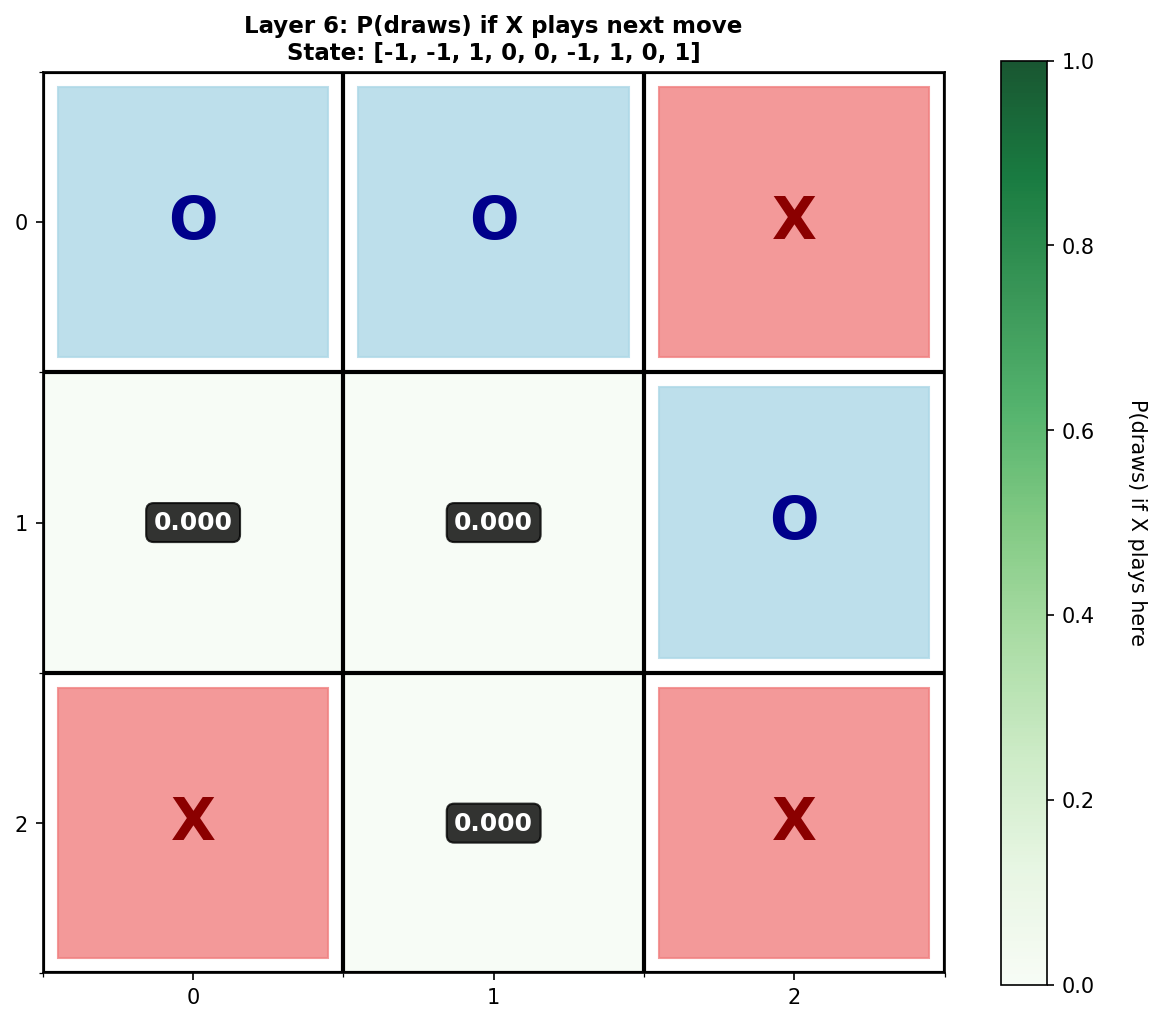 Layer 6: P(draws) if X plays next move
State: [-1, -1, 1, 0, 0, -1, 1, 0, 1]
O O X
0
0.000 0.000 O
1
X 0.000 X
2
0 1 2
1.0
0.8
0.6
0.4
0.2
0.0
P(draws) if X plays here